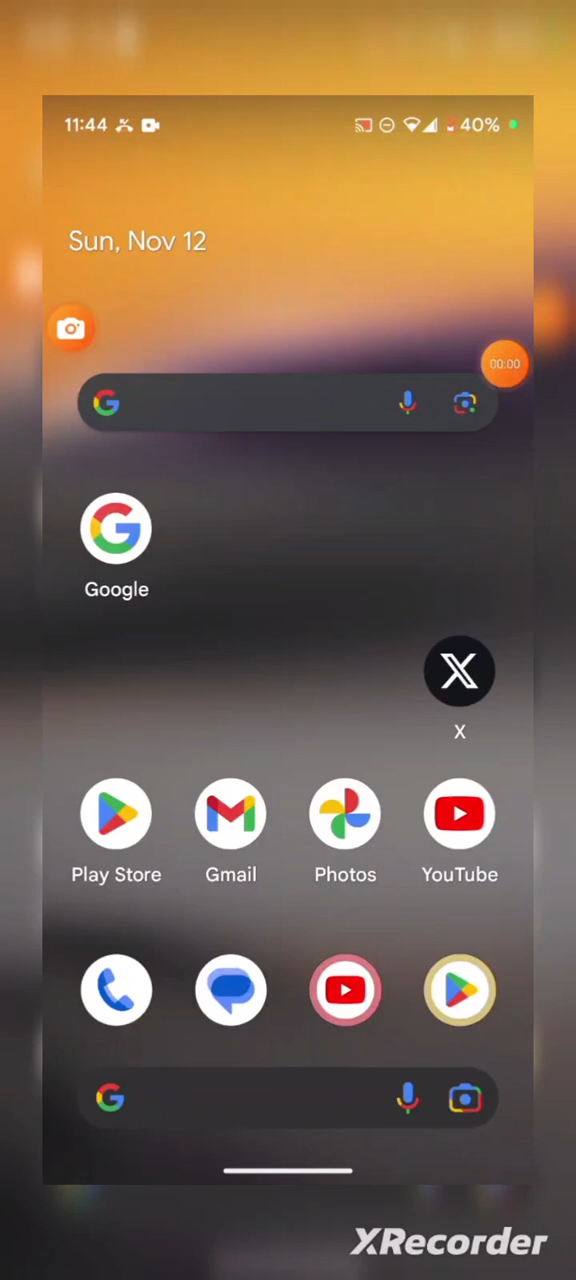 11:44
40%
Sun, Nov 12
00:00
Google
X
Play Store
Gmail
Photos
YouTube
XRecorder